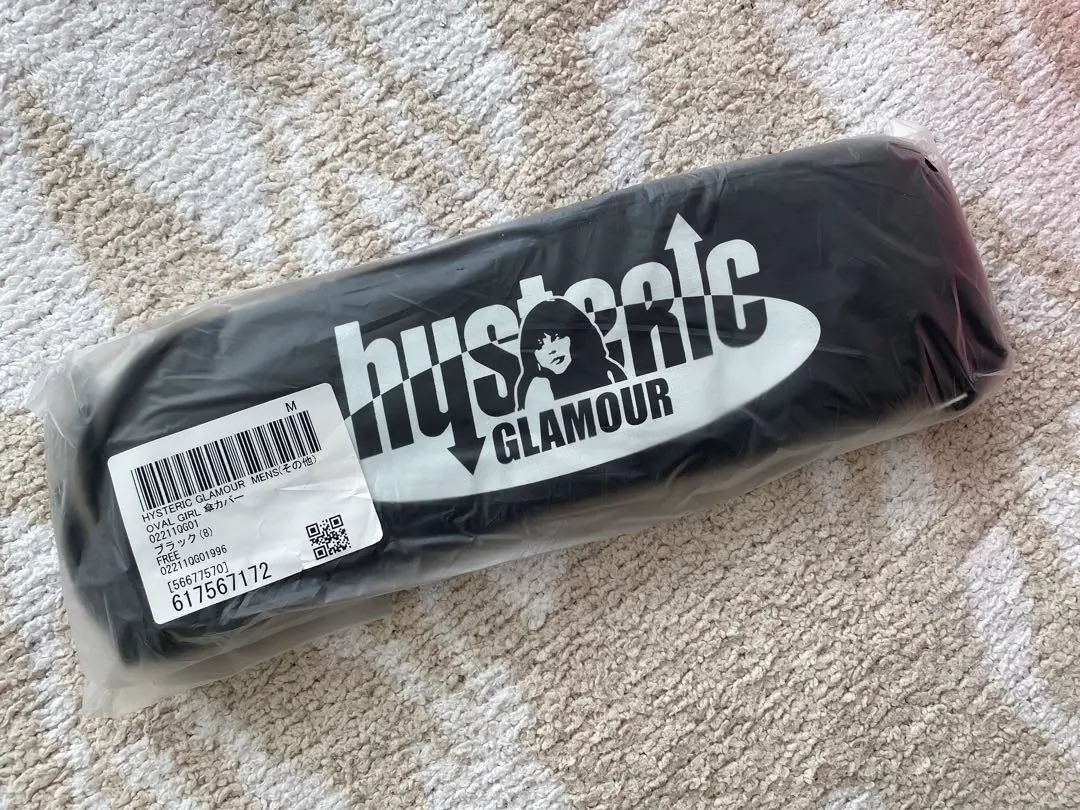 hysteric
GLAMOUR
M
HYSTERIC GLAMOUR MENS(その他)
OVAL GIRL 傘カバー
02211QG01
ブラック(8)
FREE
02211QG01996
[56677570]
617567172